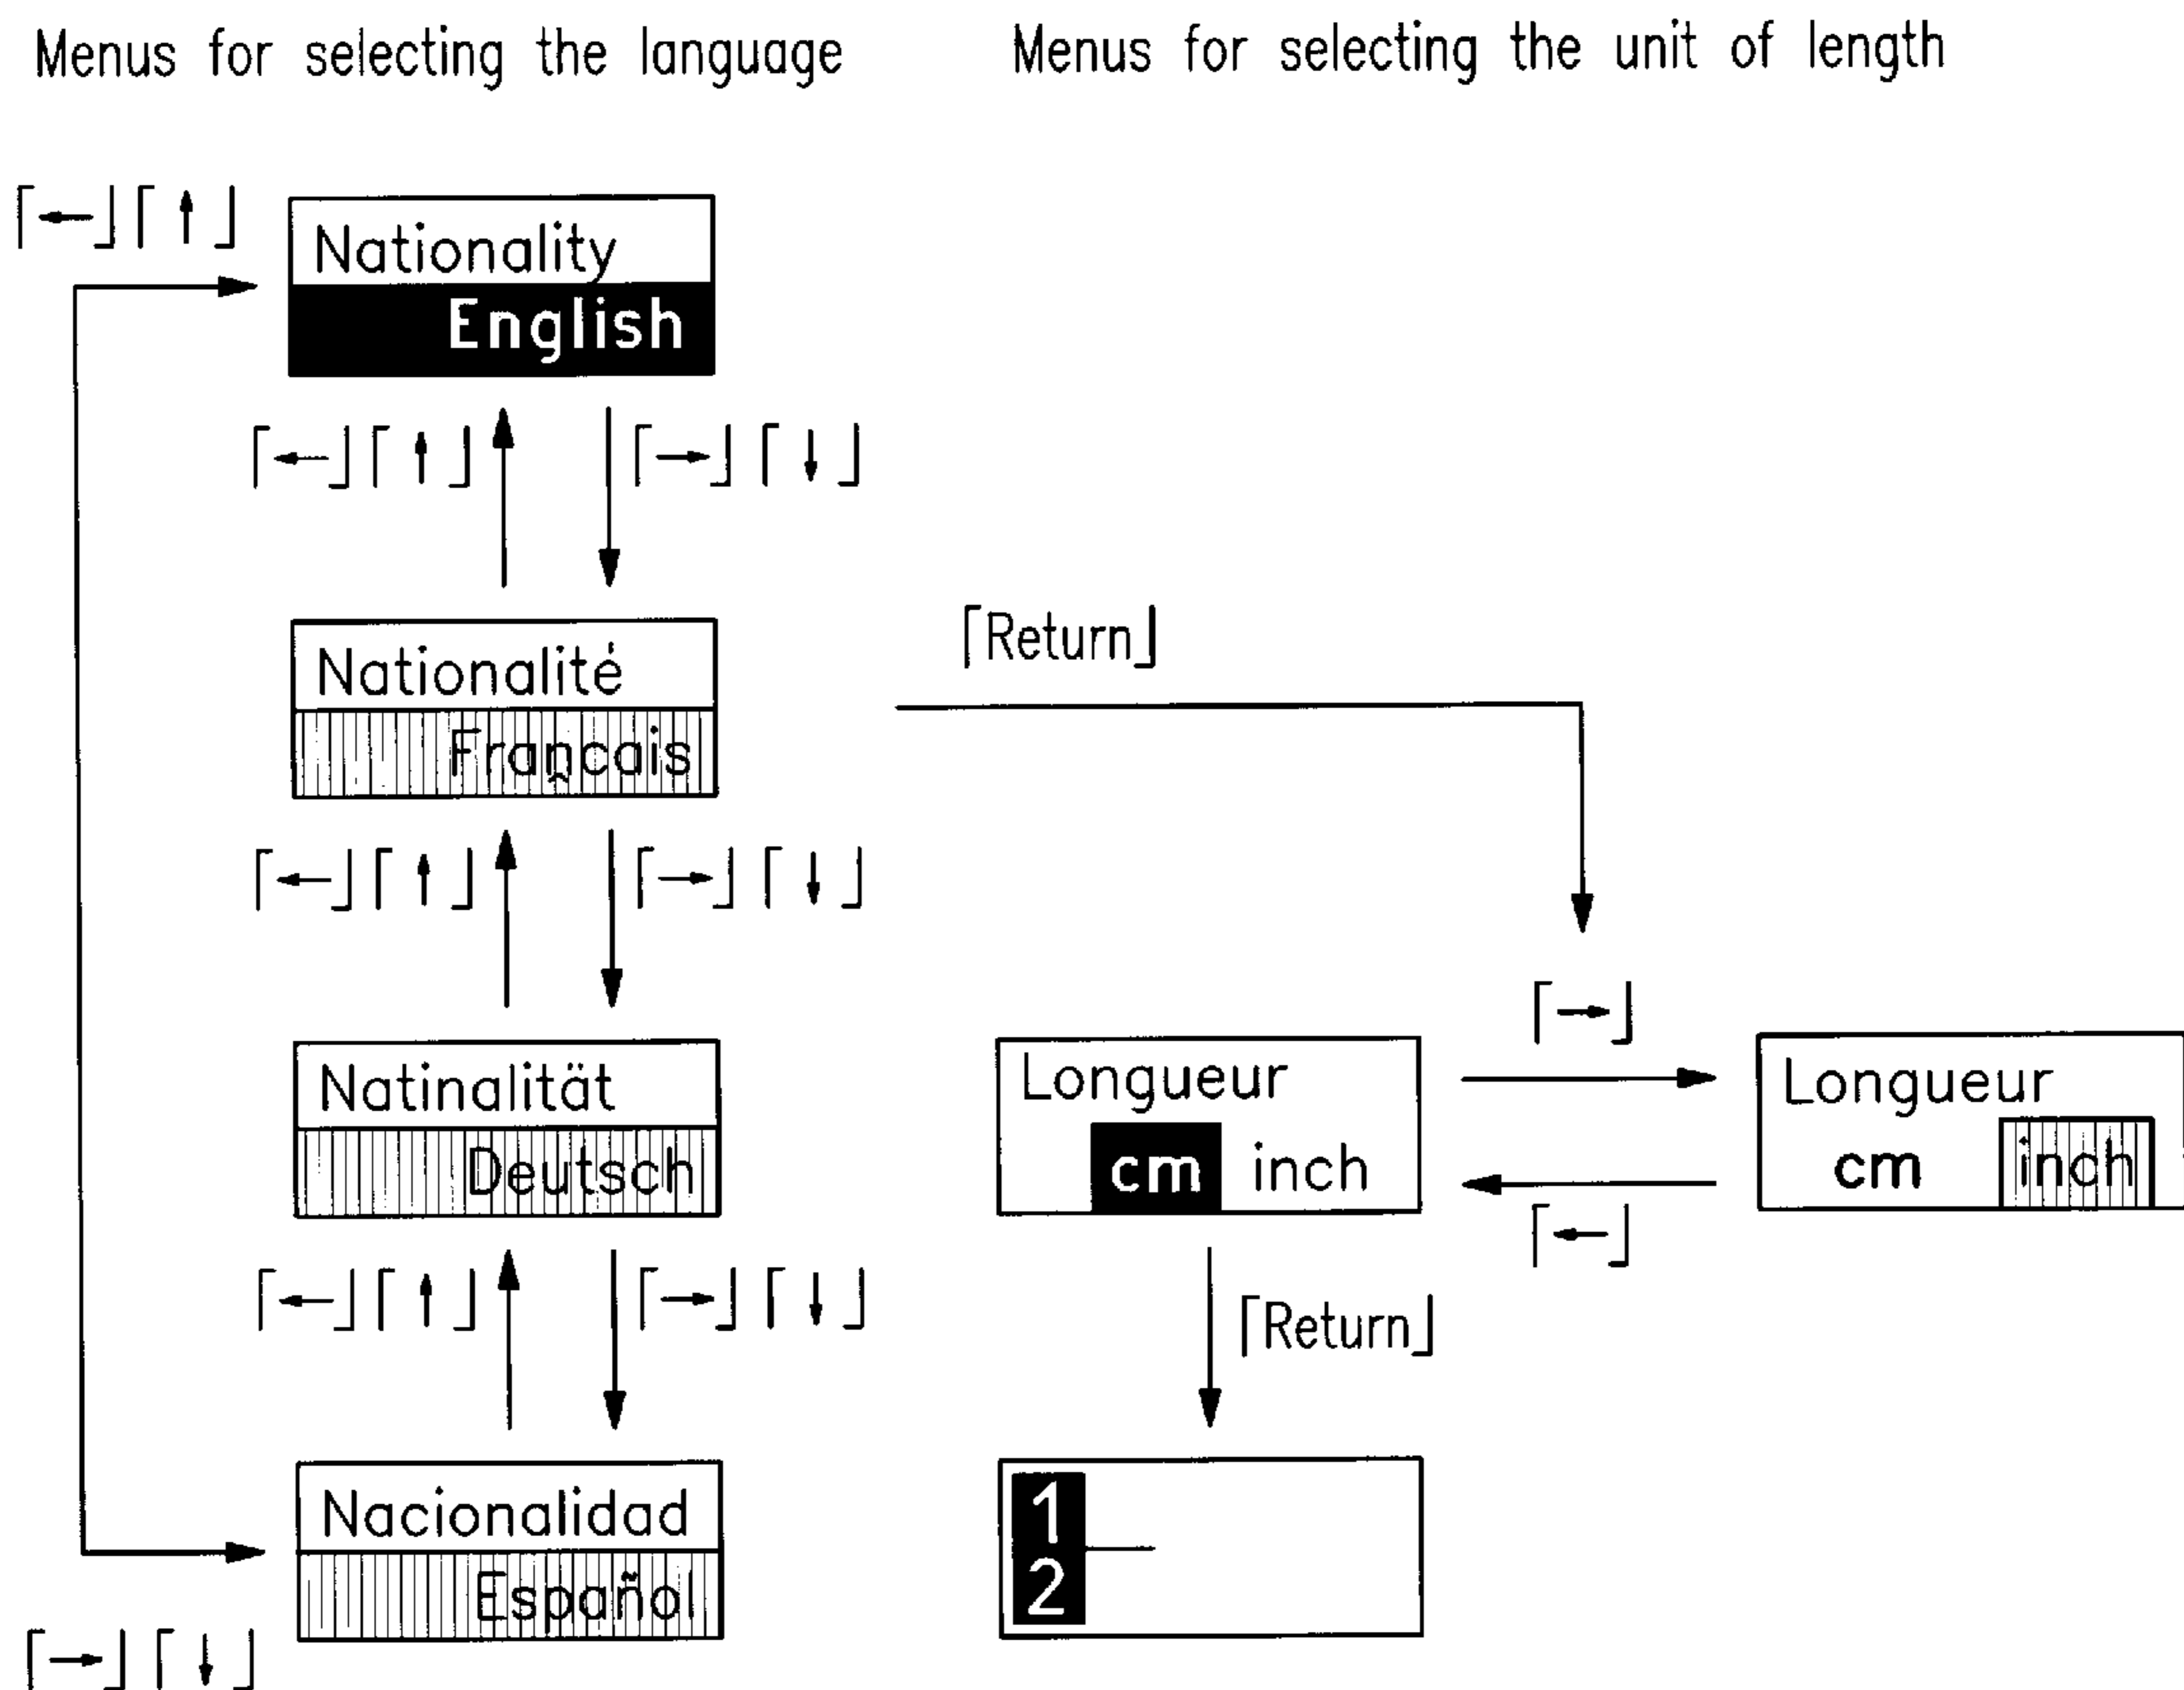 Menus for selecting the language
Menus for selecting the unit of length
⌈←⌋⌈↑⌋
Nationality
English
⌈←⌋⌈↑⌋ ⌈→⌋⌈↓⌋
Nationalité
Français
⌈Return⌋
⌈←⌋⌈↑⌋ ⌈→⌋⌈↓⌋
Natinalität
Deutsch
⌈←⌋⌈↑⌋ ⌈→⌋⌈↓⌋
Nacionalidad
Español
⌈→⌋⌈↓⌋
Longueur
cm inch
⌈→⌋
⌈←⌋
Longueur
cm inch
⌈Return⌋
1
2